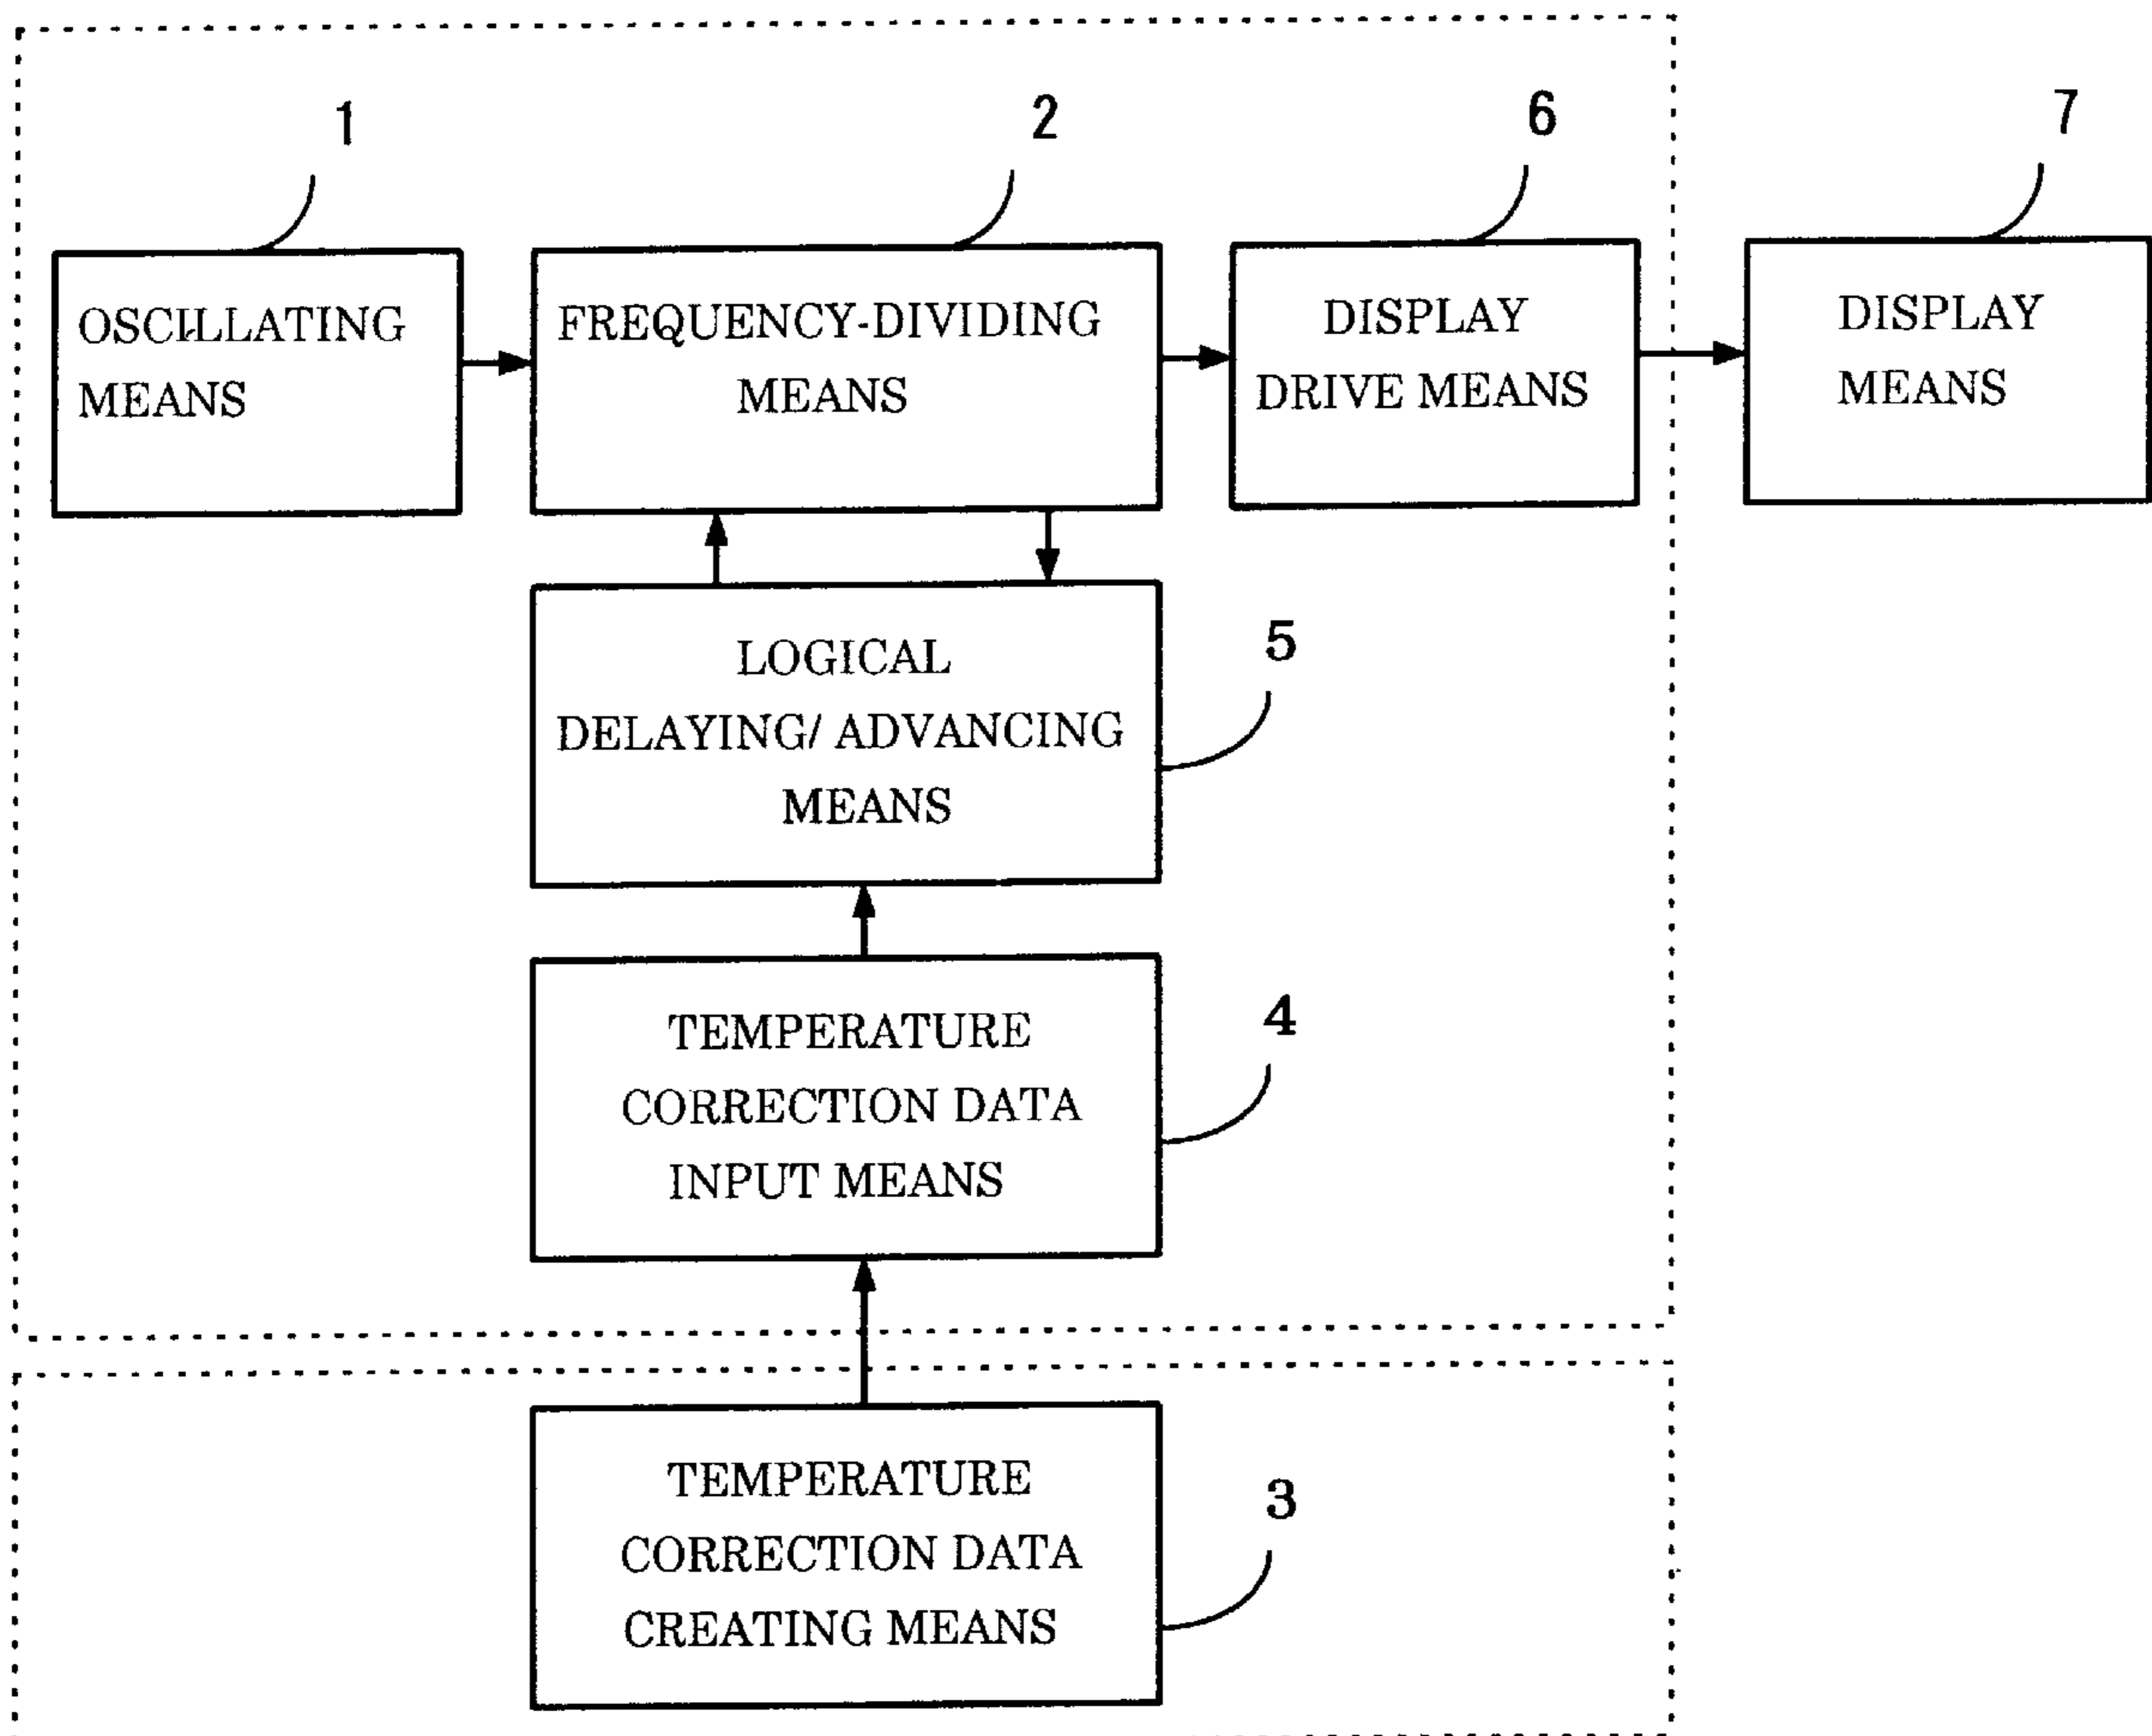 1
2
6
7
OSCILLATING
MEANS
FREQUENCY-DIVIDING
MEANS
DISPLAY
DRIVE MEANS
DISPLAY
MEANS
5
LOGICAL
DELAYING/ ADVANCING
MEANS
4
TEMPERATURE
CORRECTION DATA
INPUT MEANS
3
TEMPERATURE
CORRECTION DATA
CREATING MEANS